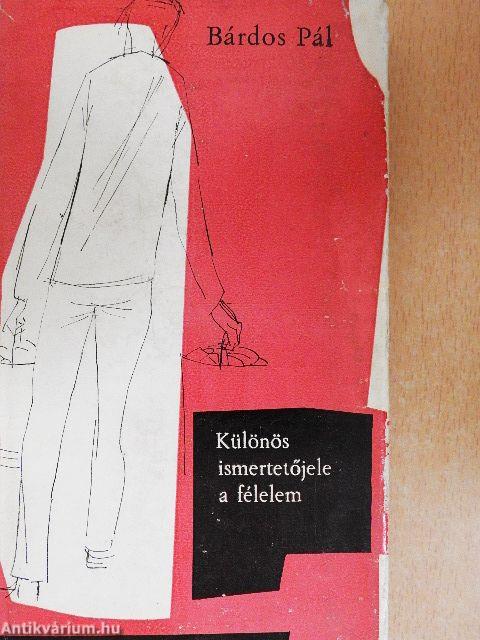 Bárdos Pál
Különös
ismertetőjele
a félelem
Antikvárium.hu